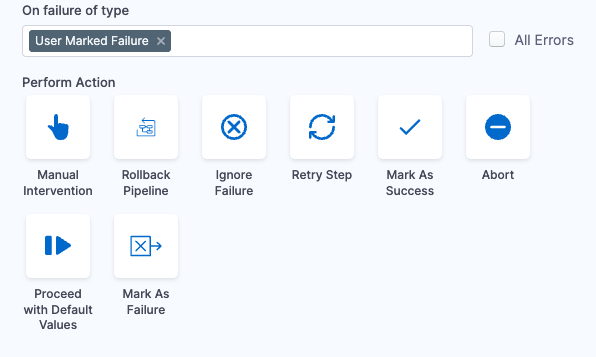 On failure of type
User Marked Failure ×
All Errors
Perform Action
Manual
Intervention
Rollback
Pipeline
Ignore
Failure
Retry Step
Mark As
Success
Abort
Proceed
with Default
Values
Mark As
Failure